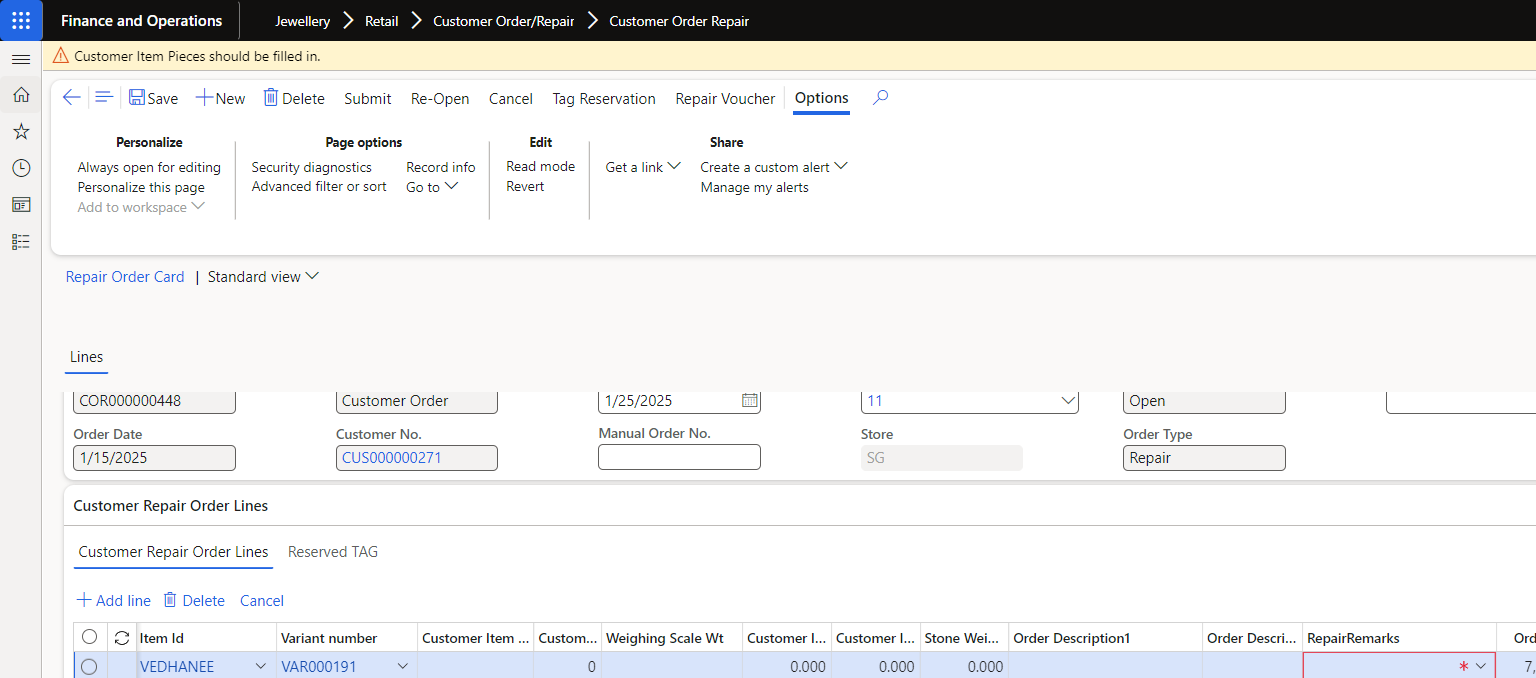 Finance and Operations Jewellery Retail Customer Order/Repair Customer Order Repair
Customer Item Pieces should be filled in.
Save New Delete Submit Re-Open Cancel Tag Reservation Repair Voucher Options
Personalize
Always open for editing
Personalize this page
Add to workspace
Page options
Security diagnostics
Advanced filter or sort
Record info
Go to
Edit
Read mode
Revert
Get a link
Share
Create a custom alert
Manage my alerts
Repair Order Card | Standard view
Lines
COR000000448 Customer Order 1/25/2025 11 Open
Order Date Customer No. Manual Order No. Store Order Type
1/15/2025 CUS000000271 SG Repair
Customer Repair Order Lines
Customer Repair Order Lines Reserved TAG
Add line Delete Cancel
Item Id Variant number Customer Item ... Custom... Weighing Scale Wt Customer I... Customer I... Stone Wei... Order Description1 Order Descri... RepairRemarks Ord
VEDHANEE VAR000191 0 0.000 0.000 0.000 * 7,